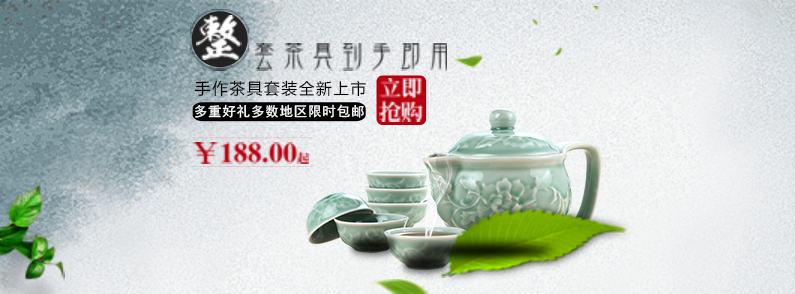 整套茶具到手即用
手作茶具套装全新上市
多重好礼多数地区限时包邮
立即
抢购
￥188.00起